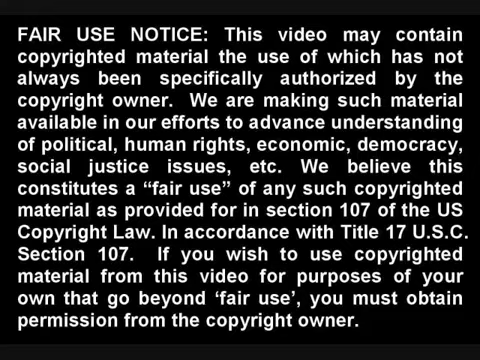 FAIR USE NOTICE: This video may contain
copyrighted material the use of which has not
always been specifically authorized by the
copyright owner. We are making such material
available in our efforts to advance understanding
of political, human rights, economic, democracy,
social justice issues, etc. We believe this
constitutes a “fair use” of any such copyrighted
material as provided for in section 107 of the US
Copyright Law. In accordance with Title 17 U.S.C.
Section 107. If you wish to use copyrighted
material from this video for purposes of your
own that go beyond ‘fair use’, you must obtain
permission from the copyright owner.